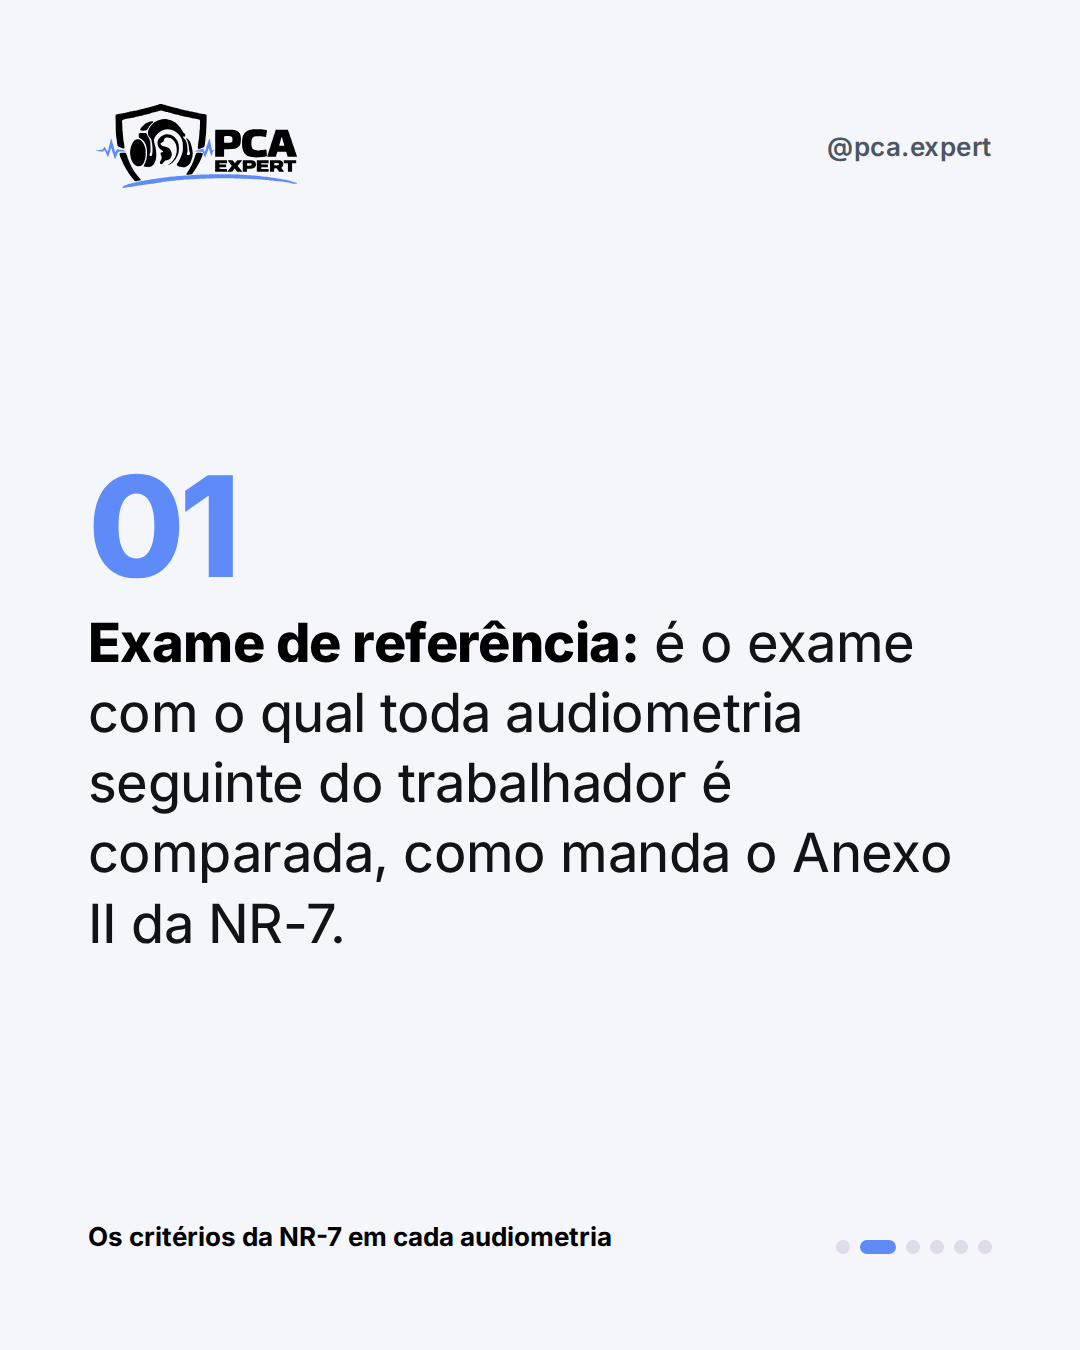 PCA
EXPERT
@pca.expert
01
Exame de referência: é o exame
com o qual toda audiometria
seguinte do trabalhador é
comparada, como manda o Anexo
II da NR-7.
Os critérios da NR-7 em cada audiometria